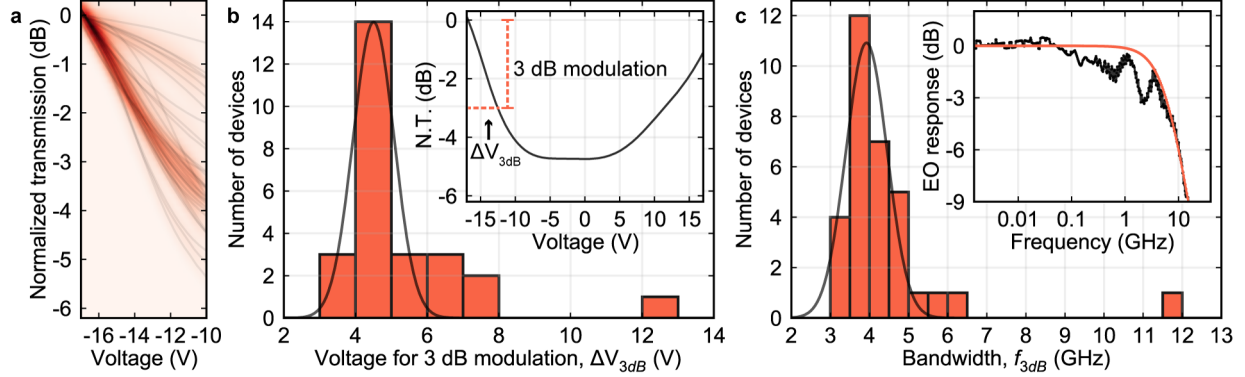 a
Normalized transmission (dB)
0
-1
-2
-3
-4
-5
-6
-16 -14 -12 -10
Voltage (V)
b
Number of devices
14
12
10
8
6
4
2
0
2 4 6 8 10 12 14
Voltage for 3 dB modulation, ΔV3dB (V)
N.T. (dB)
0
-2
-4
-6
3 dB modulation
ΔV3dB
-15 -10 -5 0 5 10 15
Voltage (V)
c
Number of devices
12
10
8
6
4
2
0
2 3 4 5 6 7 8 9 10 11 12 13
Bandwidth, f3dB (GHz)
EO response (dB)
0
-3
-6
-9
0.01 0.1 1 10
Frequency (GHz)